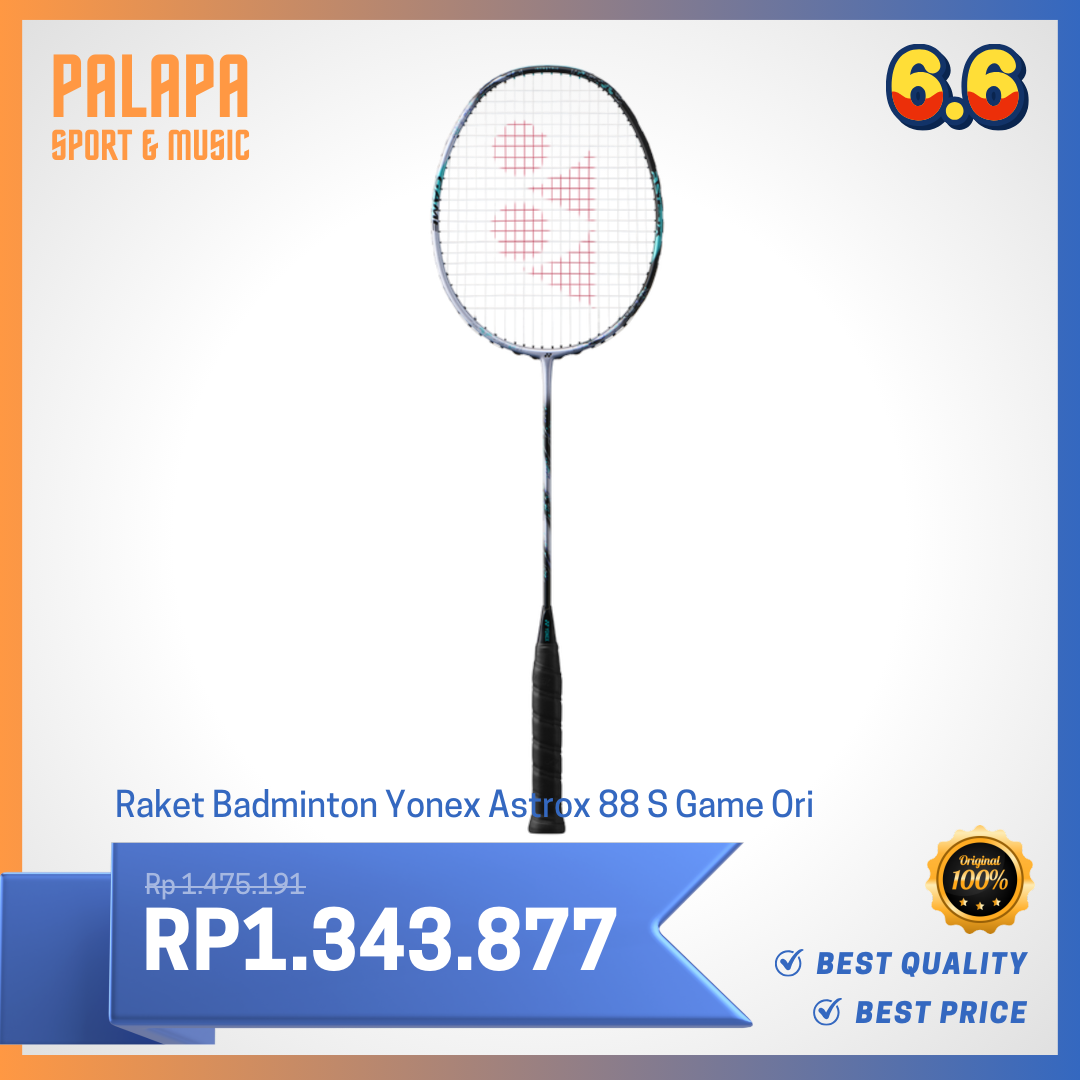 PALAPA
SPORT & MUSIC
6.6
Raket Badminton Yonex Astrox 88 S Game Ori
Rp 1.475.191
RP1.343.877
Original
100%
BEST QUALITY
BEST PRICE